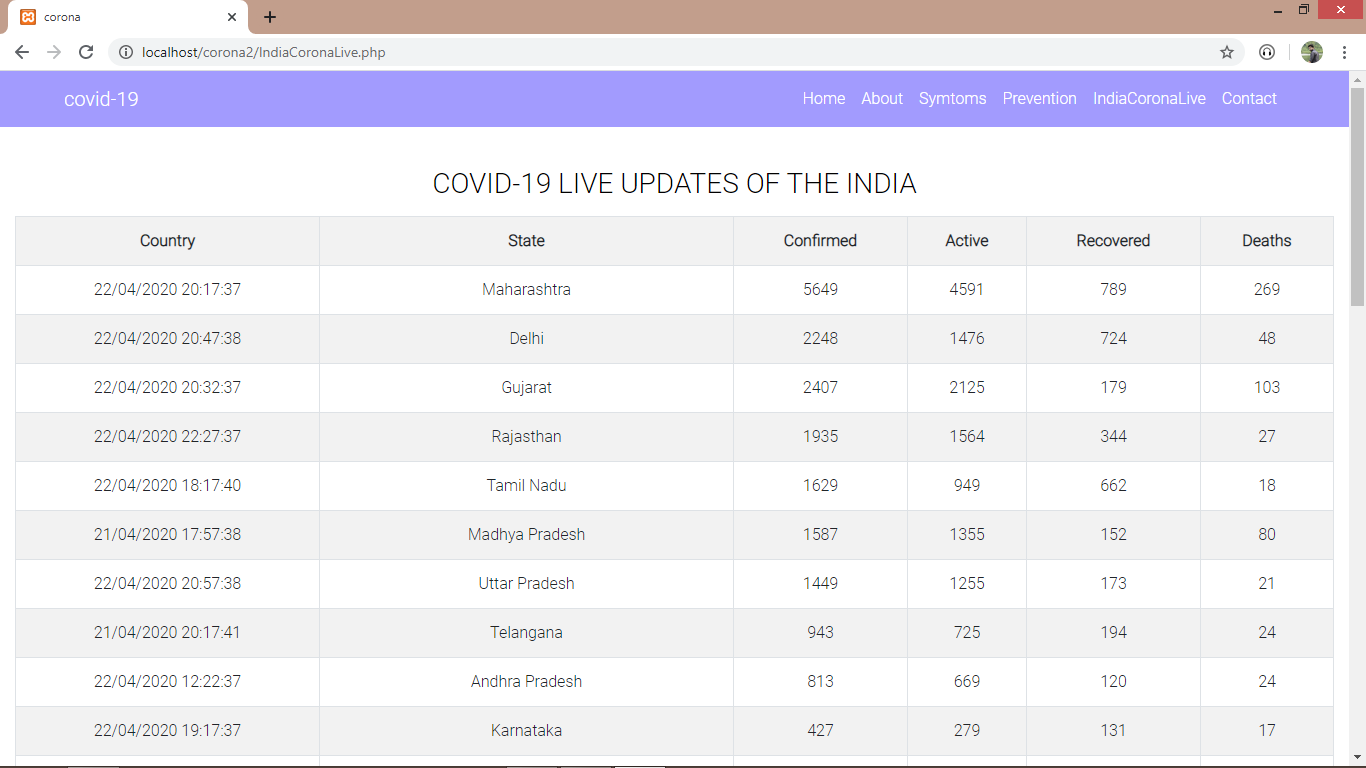 corona
localhost/corona2/IndiaCoronaLive.php
covid-19 Home About Symtoms Prevention IndiaCoronaLive Contact
COVID-19 LIVE UPDATES OF THE INDIA
Country State Confirmed Active Recovered Deaths
22/04/2020 20:17:37 Maharashtra 5649 4591 789 269
22/04/2020 20:47:38 Delhi 2248 1476 724 48
22/04/2020 20:32:37 Gujarat 2407 2125 179 103
22/04/2020 22:27:37 Rajasthan 1935 1564 344 27
22/04/2020 18:17:40 Tamil Nadu 1629 949 662 18
21/04/2020 17:57:38 Madhya Pradesh 1587 1355 152 80
22/04/2020 20:57:38 Uttar Pradesh 1449 1255 173 21
21/04/2020 20:17:41 Telangana 943 725 194 24
22/04/2020 12:22:37 Andhra Pradesh 813 669 120 24
22/04/2020 19:17:37 Karnataka 427 279 131 17